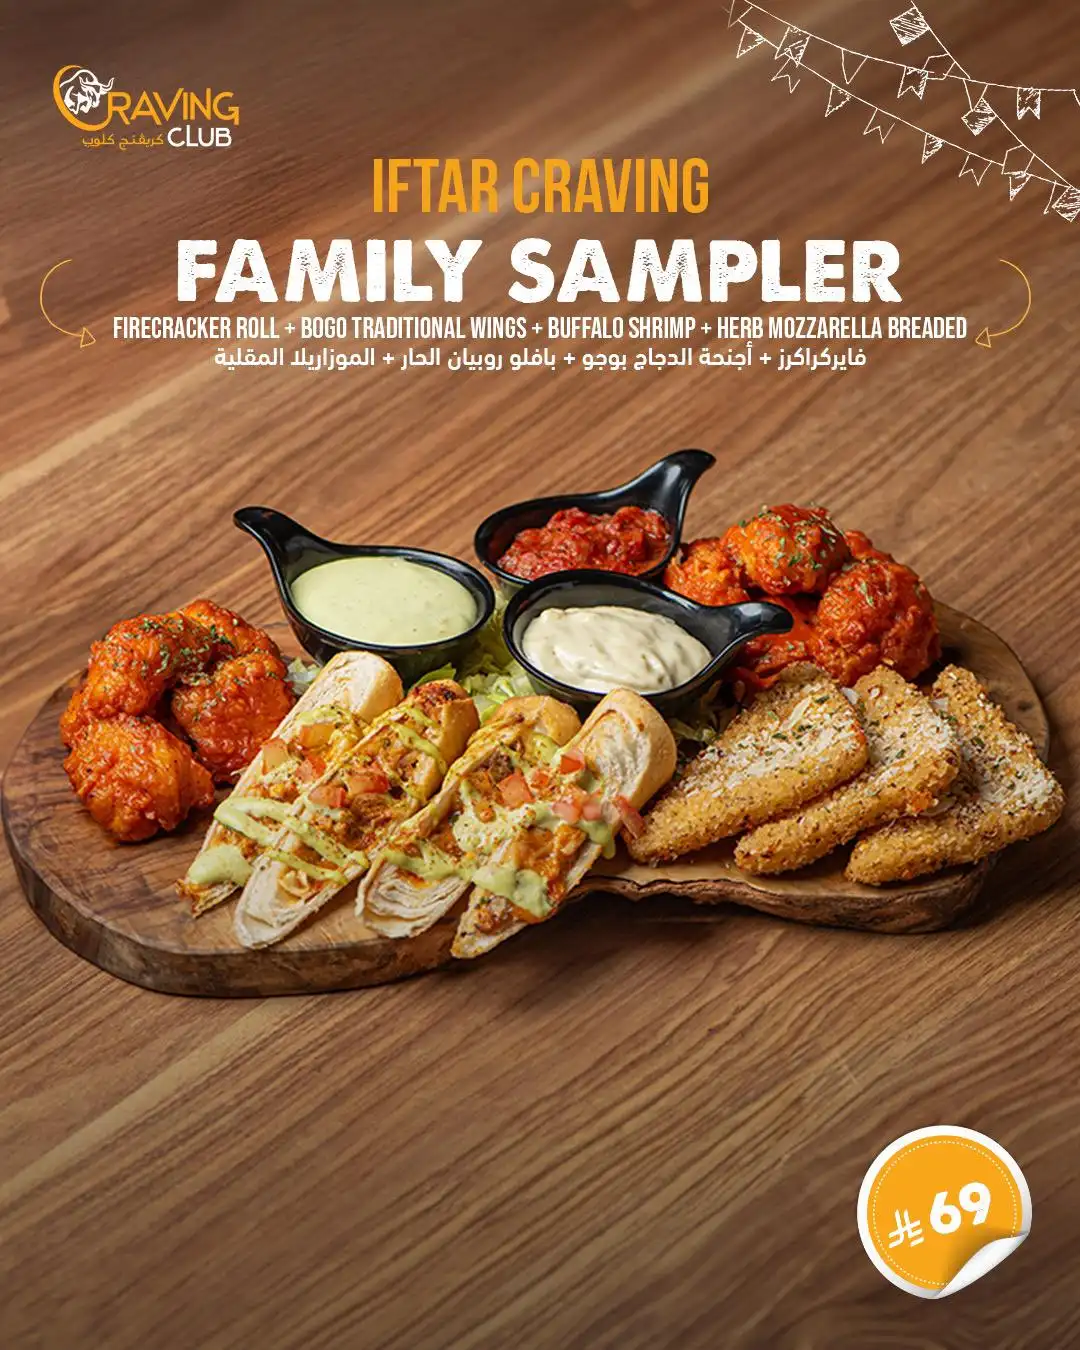 CRAVING
كريڤنج كلوب CLUB
IFTAR CRAVING
FAMILY SAMPLER
FIRECRACKER ROLL + BOGO TRADITIONAL WINGS + BUFFALO SHRIMP + HERB MOZZARELLA BREADED
فايركراكرز + أجنحة الدجاج بوجو + بافلو روبيان الحار + الموزاريلا المقلية
⃁ 69